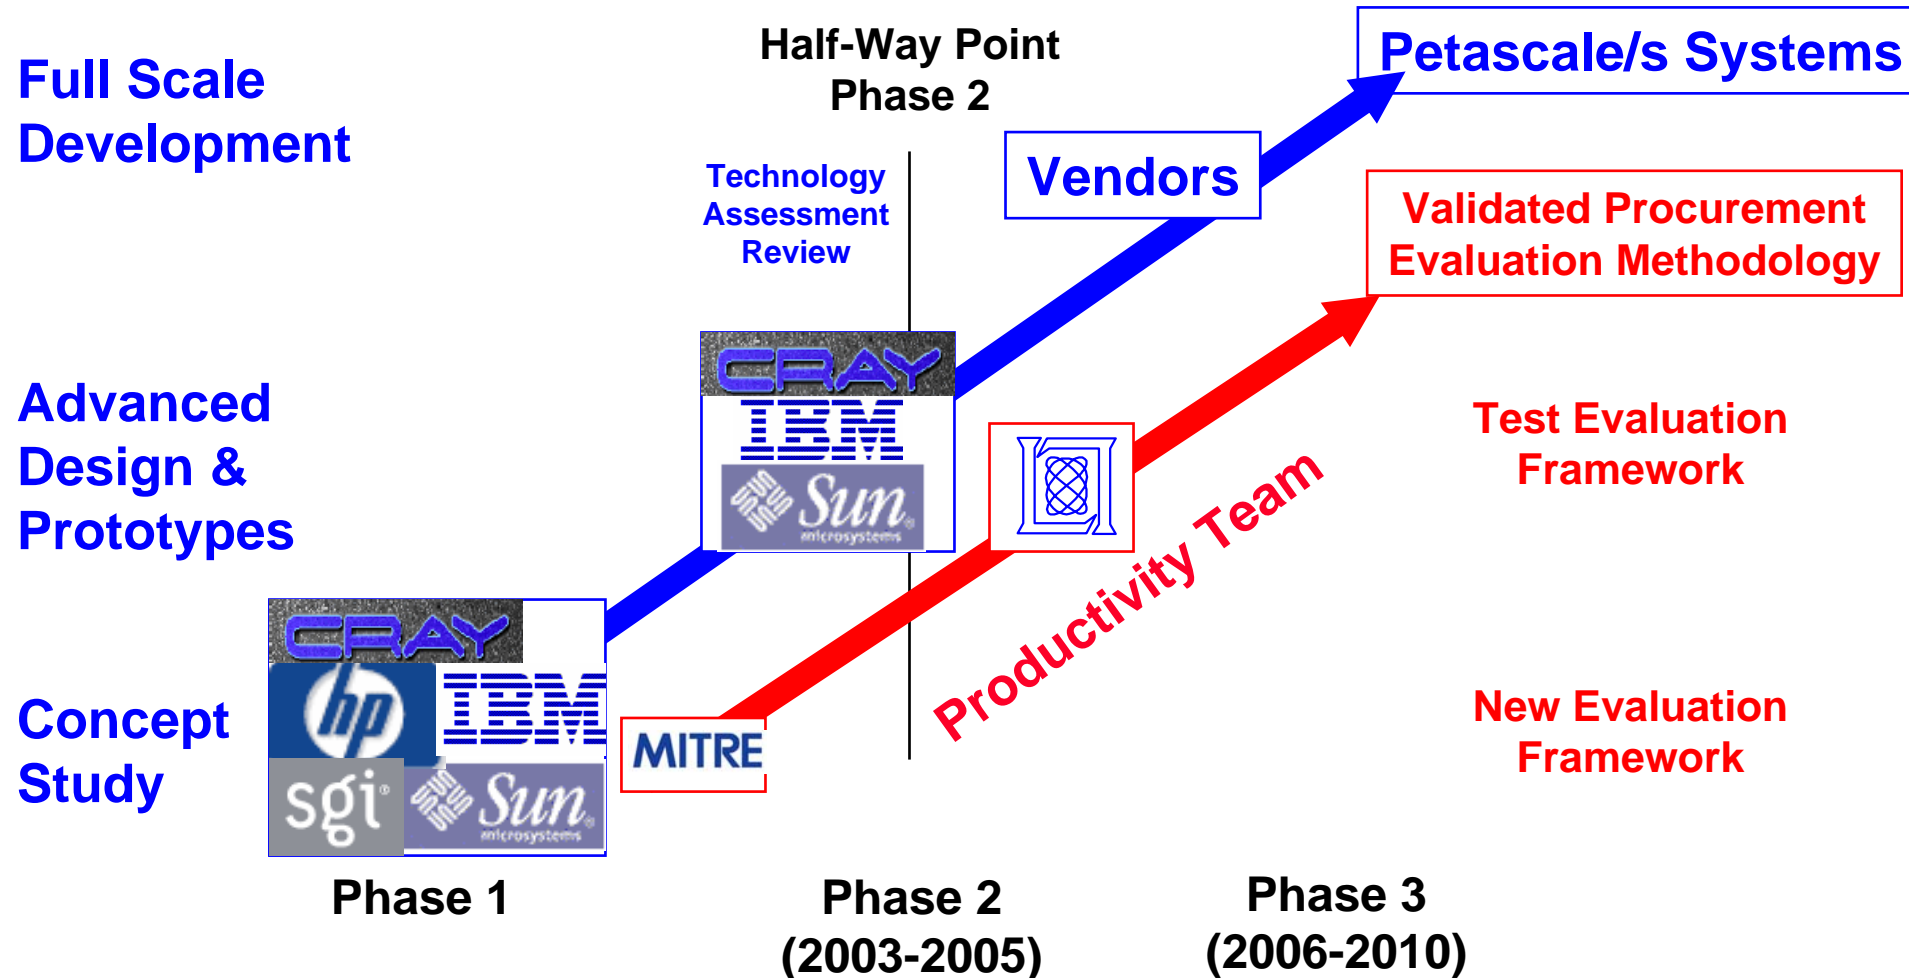 Half-Way Point
Phase 2
Petascale/s Systems
Full Scale
Development
Technology
Assessment
Review
Vendors
Validated Procurement
Evaluation Methodology
CRAY
IBM
Sun
microsystems
Advanced
Design &
Prototypes
Test Evaluation
Framework
Productivity Team
CRAY
hp
IBM
sgi
Sun
microsystems
MITRE
Concept
Study
New Evaluation
Framework
Phase 1
Phase 2
(2003-2005)
Phase 3
(2006-2010)